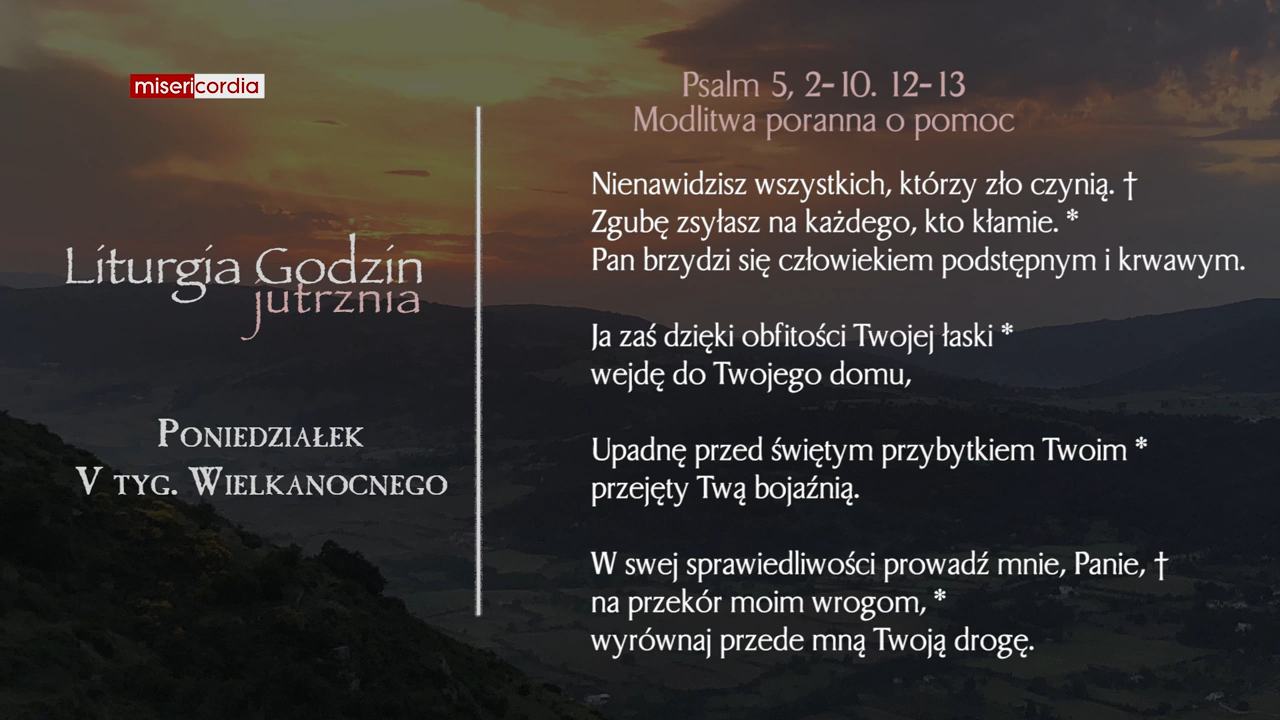 misericordia
Liturgia Godzin
jutrznia
Poniedziałek
V tyg. Wielkanocnego
Psalm 5, 2-10. 12-13
Modlitwa poranna o pomoc
Nienawidzisz wszystkich, którzy zło czynią. †
Zgubę zsyłasz na każdego, kto kłamie. *
Pan brzydzi się człowiekiem podstępnym i krwawym.
Ja zaś dzięki obfitości Twojej łaski *
wejdę do Twojego domu,
Upadnę przed świętym przybytkiem Twoim *
przejęty Twą bojaźnią.
W swej sprawiedliwości prowadź mnie, Panie, †
na przekór moim wrogom, *
wyrównaj przede mną Twoją drogę.